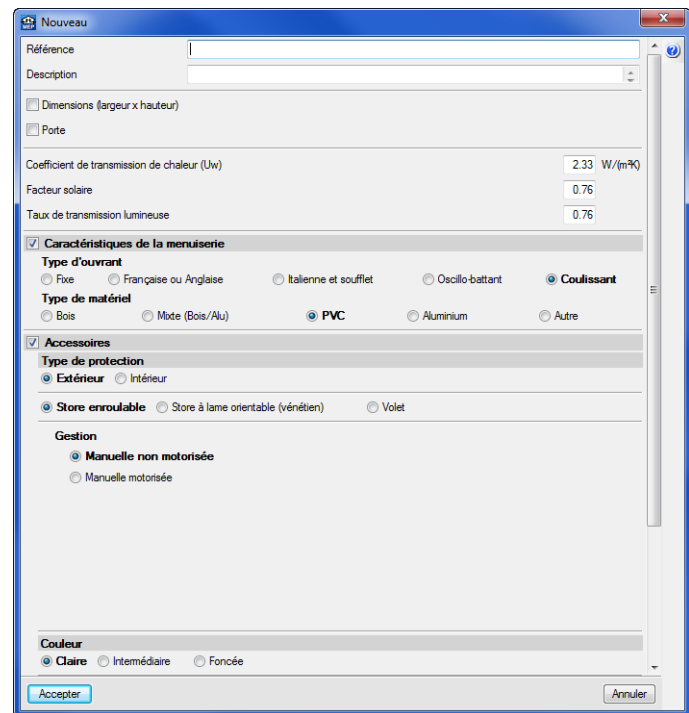 MEP Nouveau
Référence
Description
Dimensions (largeur x hauteur)
Porte
Coefficient de transmission de chaleur (Uw) 2.33 W/(m²K)
Facteur solaire 0.76
Taux de transmission lumineuse 0.76
Caractéristiques de la menuiserie
Type d'ouvrant
Fixe Française ou Anglaise Italienne et soufflet Oscillo-battant Coulissant
Type de matériel
Bois Mixte (Bois/Alu) PVC Aluminium Autre
Accessoires
Type de protection
Extérieur Intérieur
Store enroulable Store à lame orientable (vénétien) Volet
Gestion
Manuelle non motorisée
Manuelle motorisée
Couleur
Claire Intermédiaire Foncée
Accepter Annuler